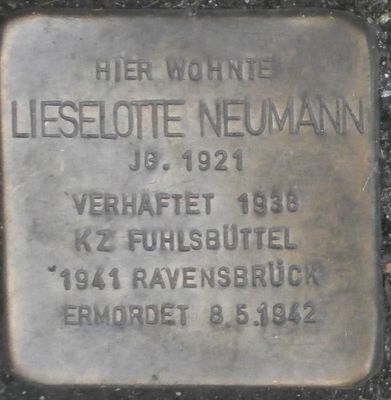 HIER WOHNTE
LIESELOTTE NEUMANN
JG. 1921
VERHAFTET 1938
KZ FUHLSBÜTTEL
1941 RAVENSBRÜCK
ERMORDET 8.5.1942